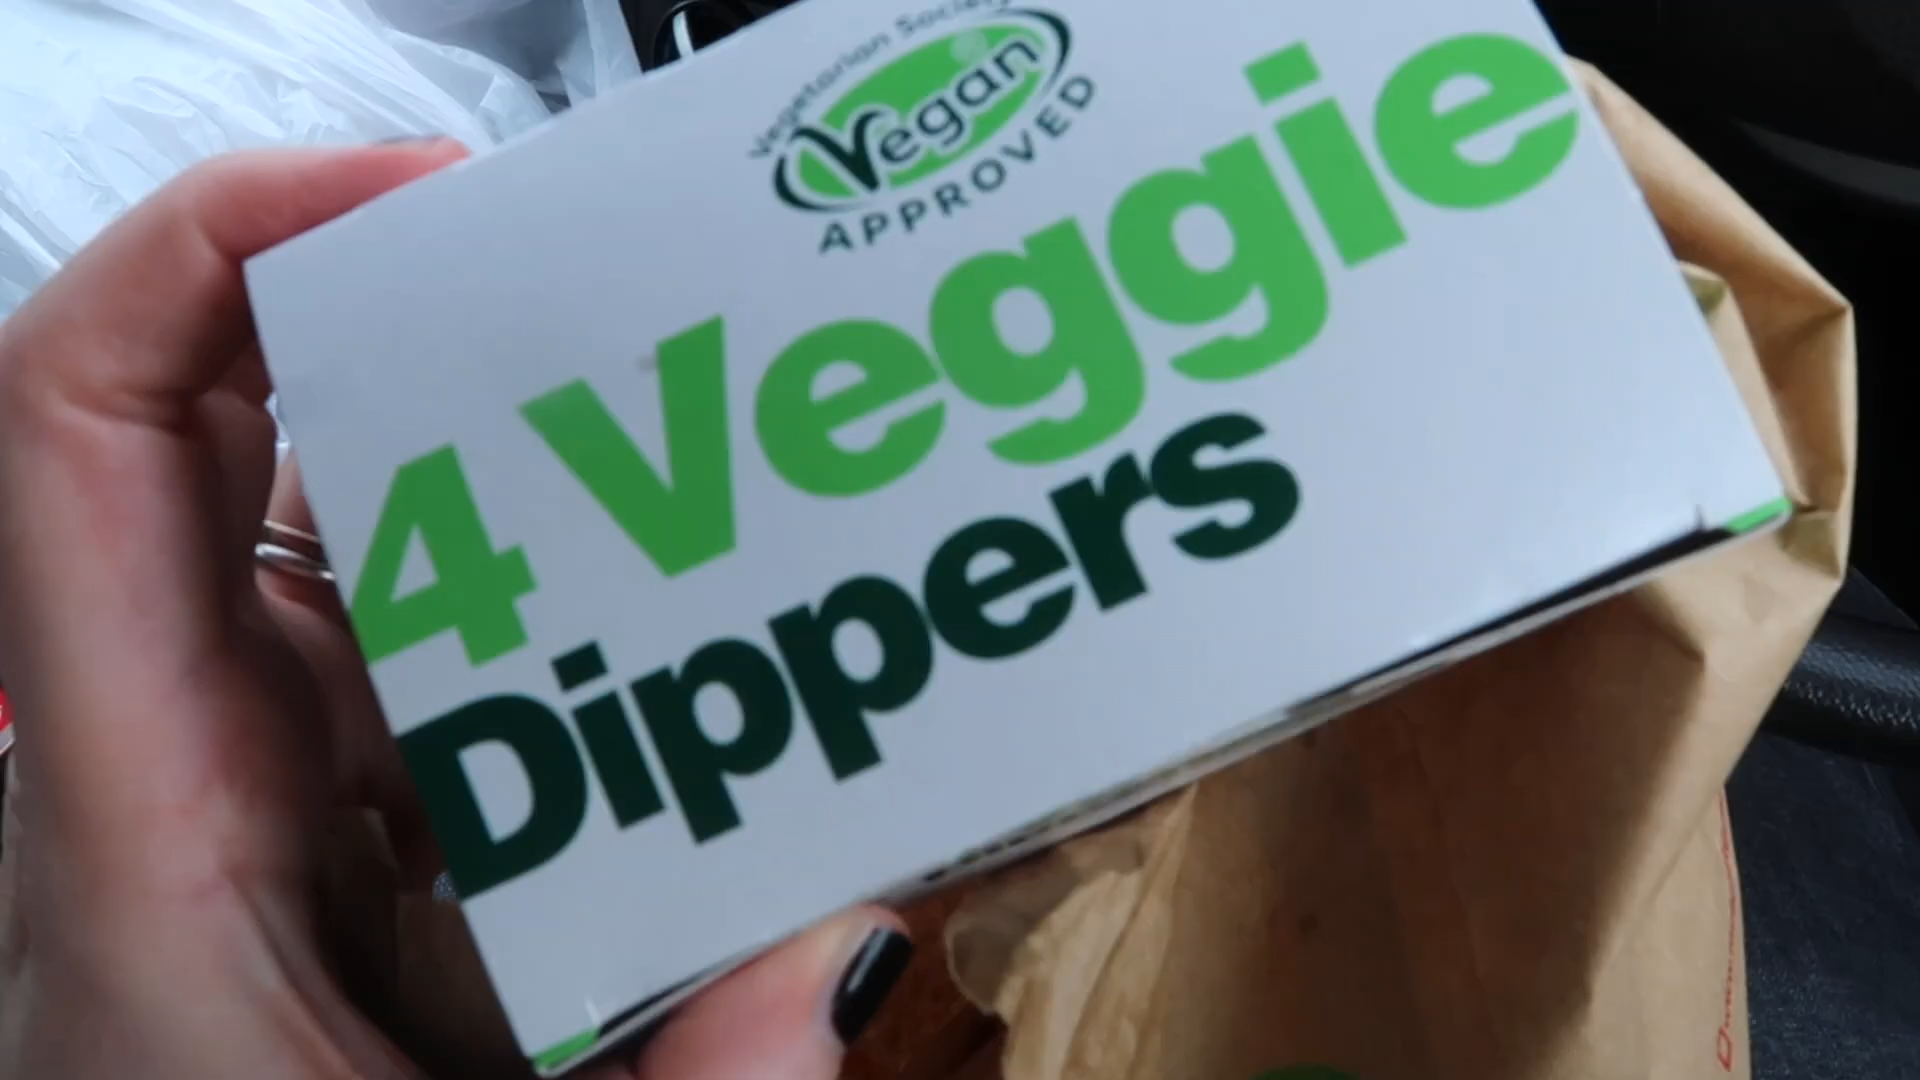 Vegetarian Society
Vegan
APPROVED
4 Veggie
Dippers